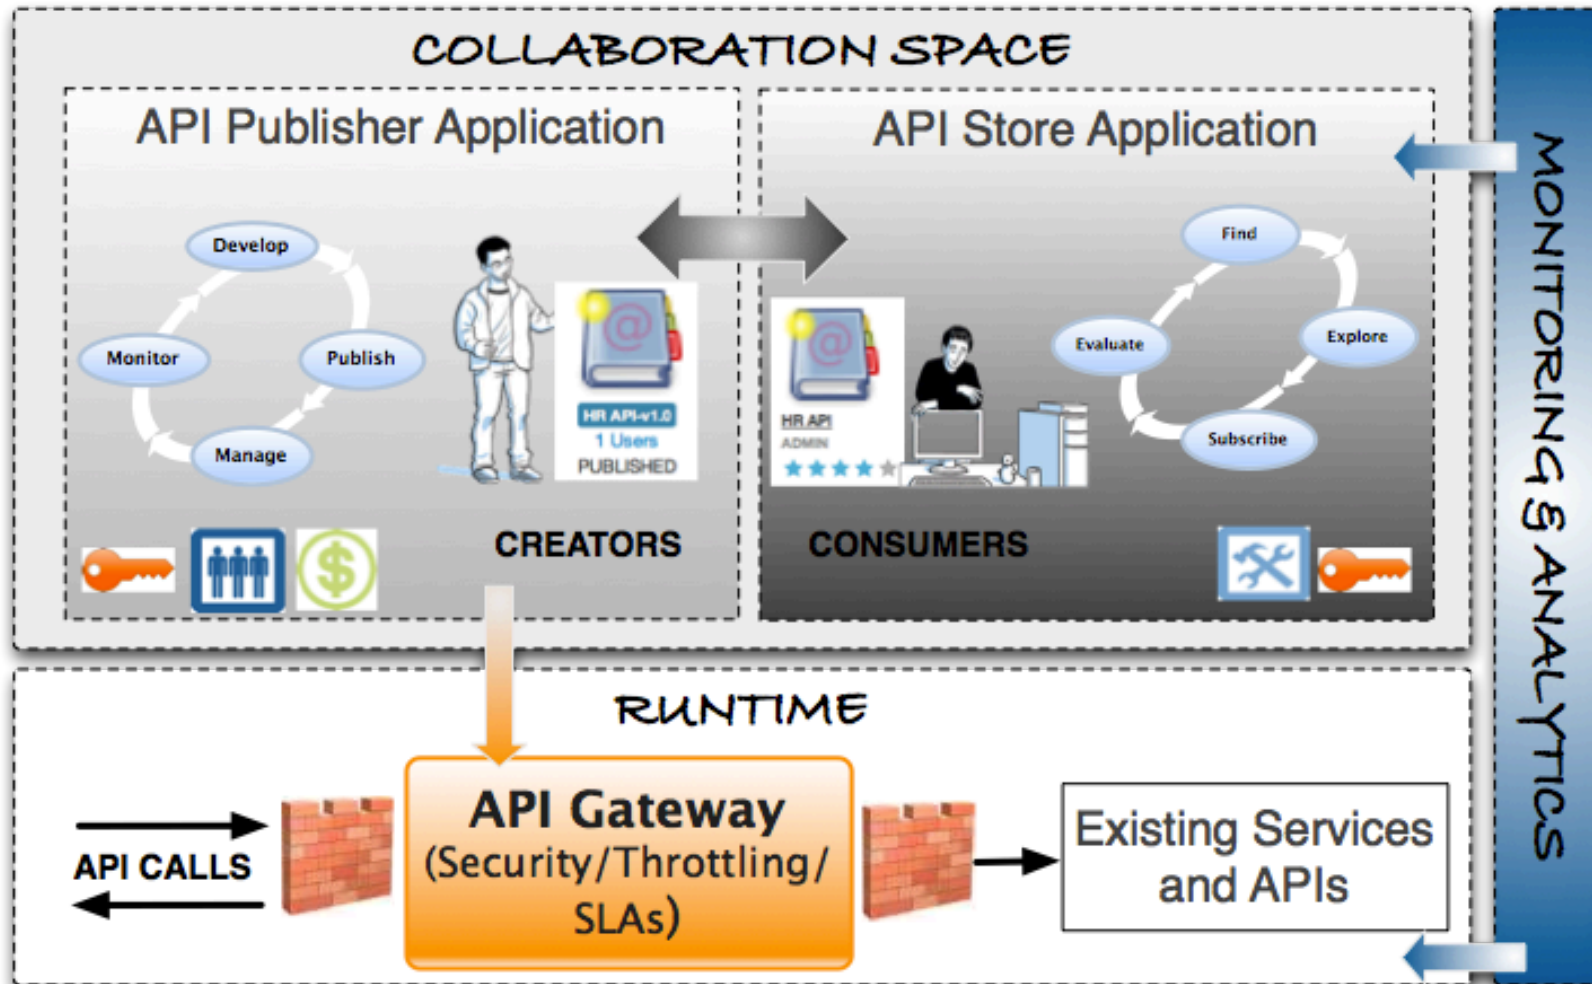 COLLABORATION SPACE
API Publisher Application
Develop
Monitor
Publish
Manage
@
HR API-v1.0
1 Users
PUBLISHED
CREATORS
API Store Application
Find
Explore
Evaluate
Subscribe
@
HR API
ADMIN
CONSUMERS
$
MONITORING & ANALYTICS
RUNTIME
API CALLS
API Gateway
(Security/Throttling/
SLAs)
Existing Services
and APIs